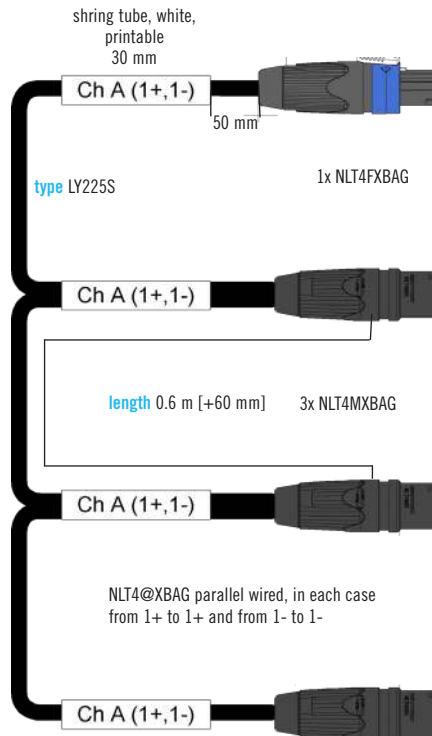 shring tube, white,
printable
30 mm
Ch A (1+,1-)
50 mm
type LY225S
1x NLT4FXBAG
Ch A (1+,1-)
length 0.6 m [+60 mm]
3x NLT4MXBAG
Ch A (1+,1-)
NLT4@XBAG parallel wired, in each case
from 1+ to 1+ and from 1- to 1-
Ch A (1+,1-)